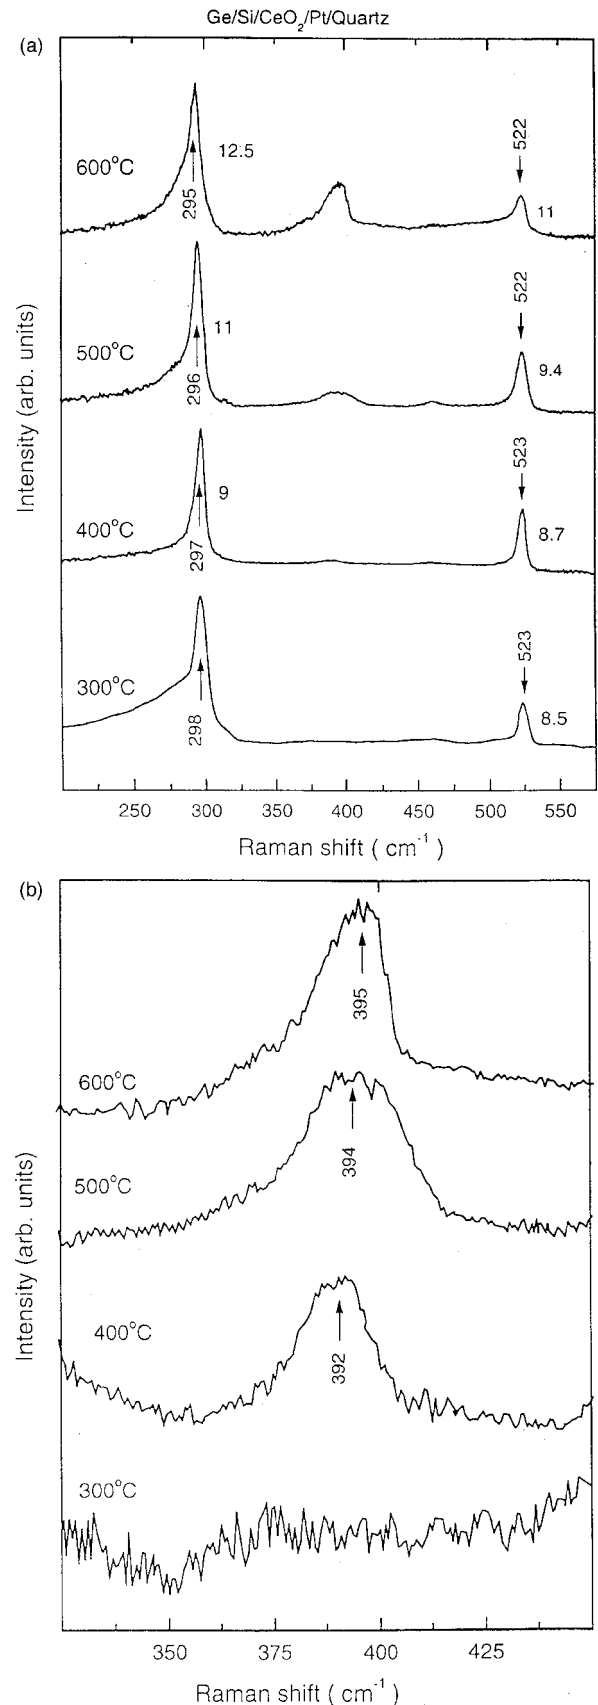 Ge/Si/CeO₂/Pt/Quartz
(a)
600°C
295
12.5
522
11
500°C
296
11
522
9.4
400°C
297
9
523
8.7
300°C
298
523
8.5
Intensity (arb. units)
250 300 350 400 450 500 550
Raman shift ( cm⁻¹ )
(b)
395
600°C
394
500°C
400°C
392
300°C
Intensity (arb. units)
350 375 400 425
Raman shift ( cm⁻¹ )